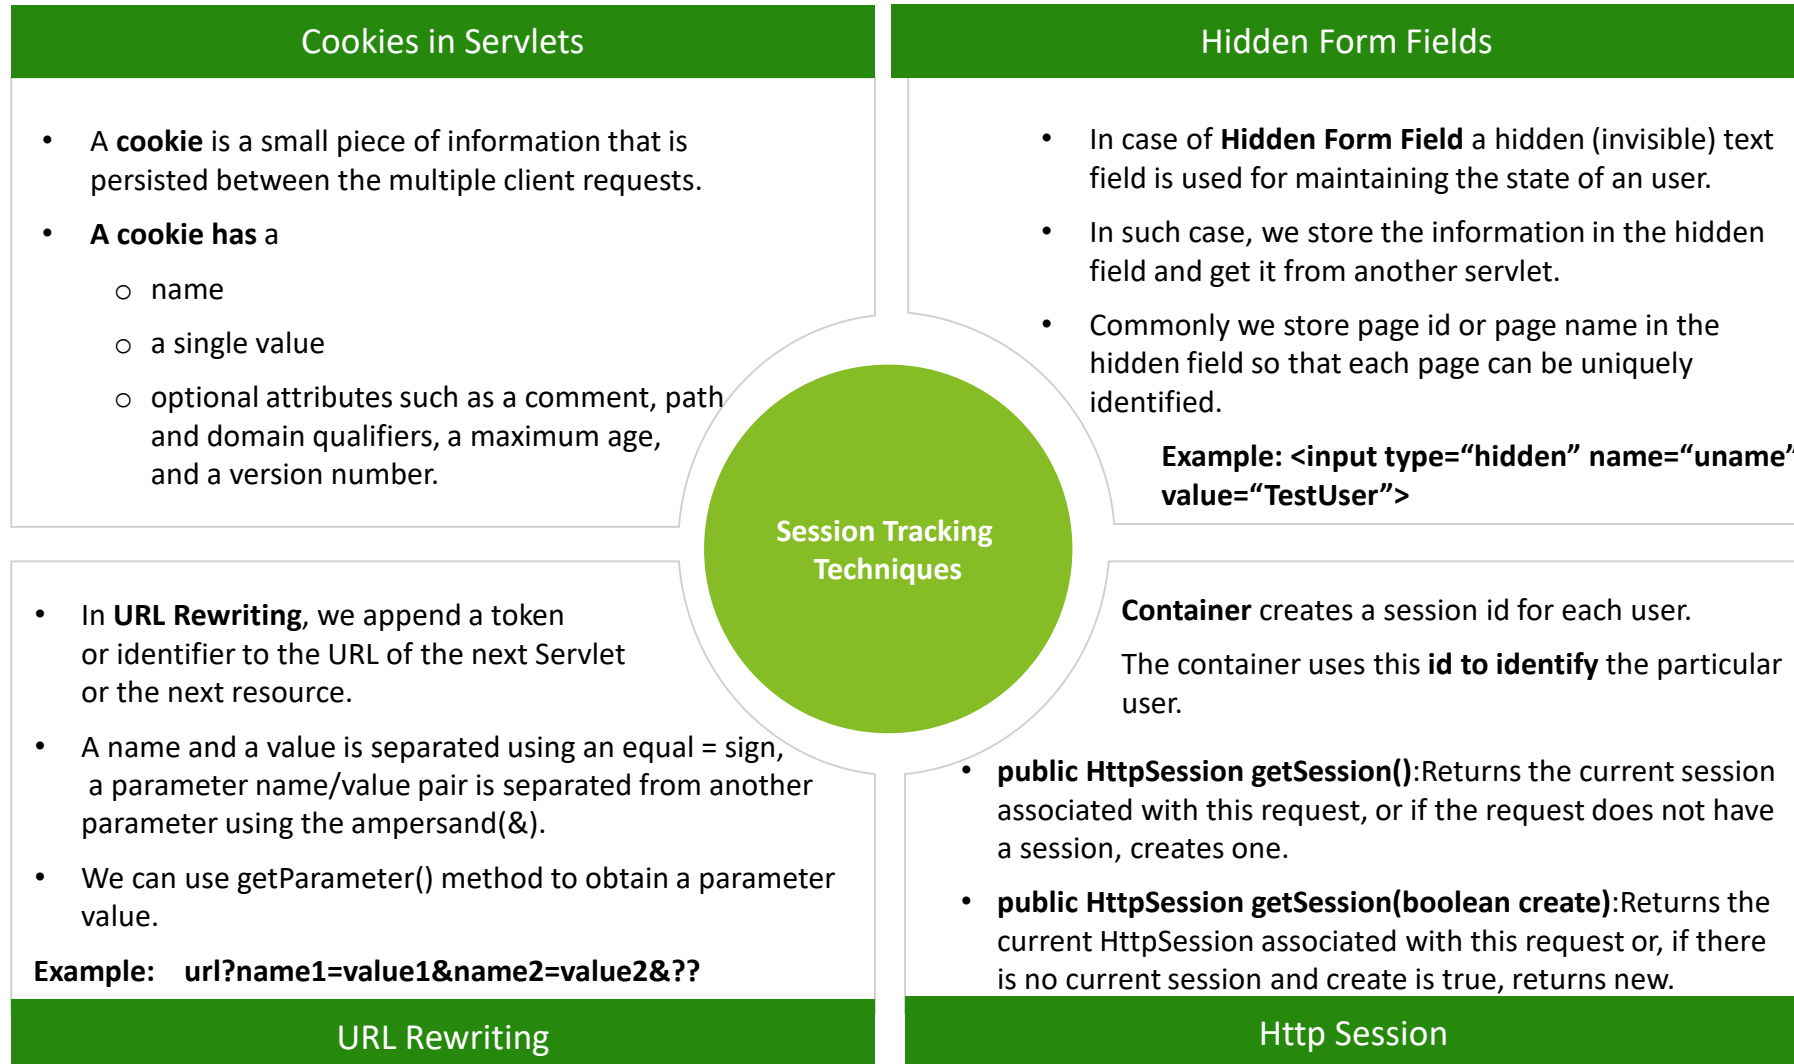 Cookies in Servlets
• A cookie is a small piece of information that is
persisted between the multiple client requests.
• A cookie has a
o name
o a single value
o optional attributes such as a comment, path
and domain qualifiers, a maximum age,
and a version number.
Hidden Form Fields
• In case of Hidden Form Field a hidden (invisible) text
field is used for maintaining the state of an user.
• In such case, we store the information in the hidden
field and get it from another servlet.
• Commonly we store page id or page name in the
hidden field so that each page can be uniquely
identified.
Example: <input type=“hidden” name=“uname”
value=“TestUser”>
Session Tracking
Techniques
• In URL Rewriting, we append a token
or identifier to the URL of the next Servlet
or the next resource.
• A name and a value is separated using an equal = sign,
a parameter name/value pair is separated from another
parameter using the ampersand(&).
• We can use getParameter() method to obtain a parameter
value.
Example: url?name1=value1&name2=value2&??
URL Rewriting
Container creates a session id for each user.
The container uses this id to identify the particular
user.
• public HttpSession getSession():Returns the current session
associated with this request, or if the request does not have
a session, creates one.
• public HttpSession getSession(boolean create):Returns the
current HttpSession associated with this request or, if there
is no current session and create is true, returns new.
Http Session